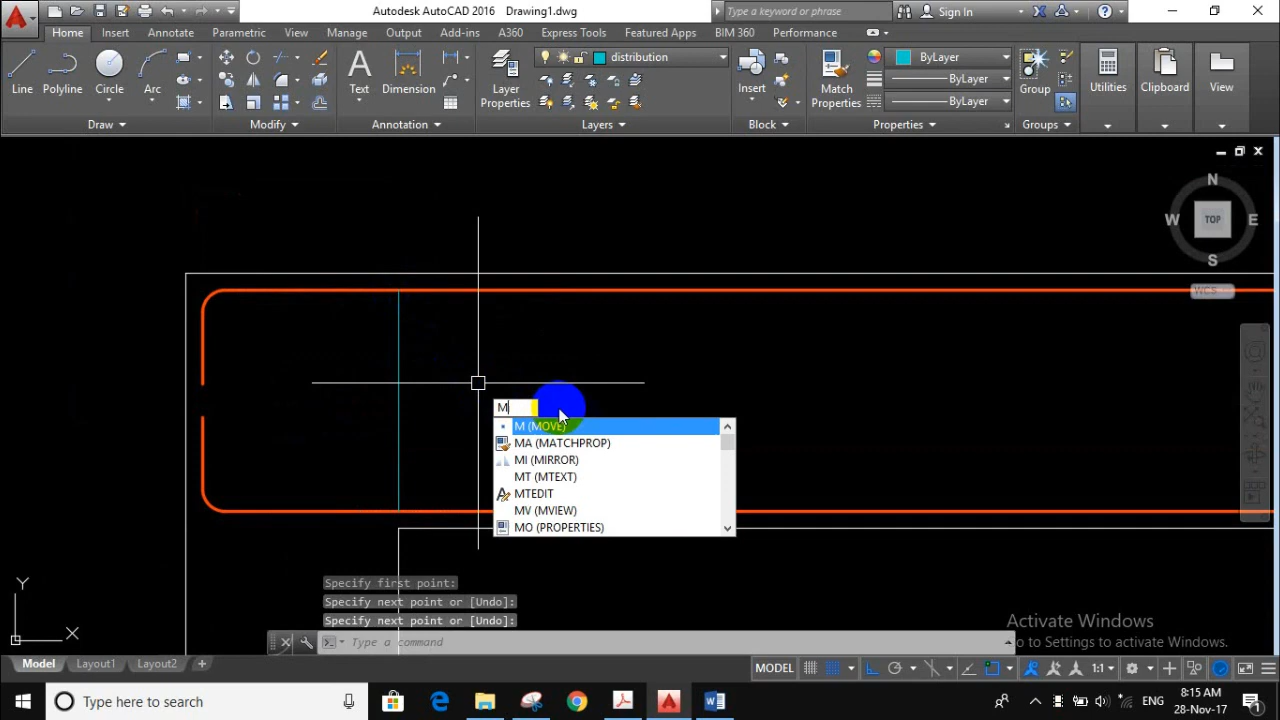 Autodesk AutoCAD 2016 Drawing1.dwg
Type a keyword or phrase
Sign In
Home Insert Annotate Parametric View Manage Output Add-ins A360 Express Tools Featured Apps BIM 360 Performance
Line
Polyline
Circle
Arc
Text
Dimension
Layer
Properties
distribution
Insert
Match
Properties
ByLayer
ByLayer
ByLayer
Group
Utilities
Clipboard
View
Draw
Modify
Annotation
Layers
Block
Properties
Groups
N
W
TOP
E
S
WCS
M
M (MOVE)
MA (MATCHPROP)
MI (MIRROR)
MT (MTEXT)
MTEDIT
MV (MVIEW)
MO (PROPERTIES)
Y
X
Specify first point:
Specify next point or [Undo]:
Specify next point or [Undo]:
Type a command
Activate Windows
o to Settings to activate Windows.
Model Layout1 Layout2 +
MODEL
1:1
Type here to search
ENG
8:15 AM
28-Nov-17
1